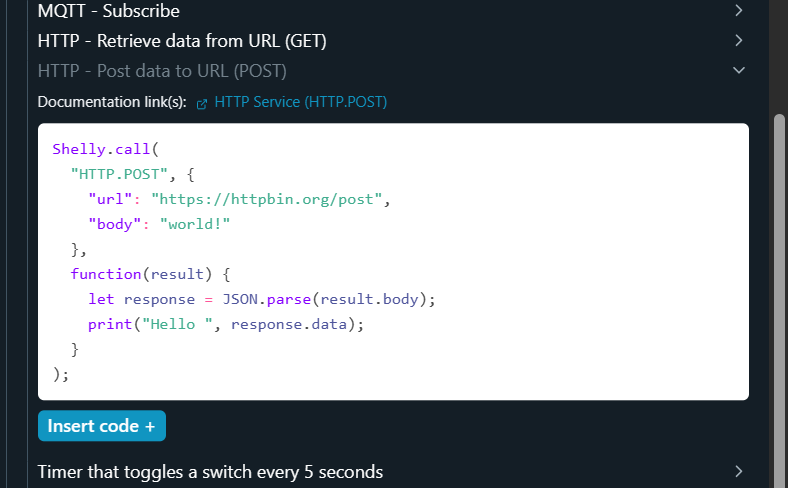 MQTT - Subscribe
HTTP - Retrieve data from URL (GET)
HTTP - Post data to URL (POST)
Documentation link(s): HTTP Service (HTTP.POST)
Shelly.call(
"HTTP.POST", {
"url": "https://httpbin.org/post",
"body": "world!"
},
function(result) {
let response = JSON.parse(result.body);
print("Hello ", response.data);
}
);
Insert code +
Timer that toggles a switch every 5 seconds